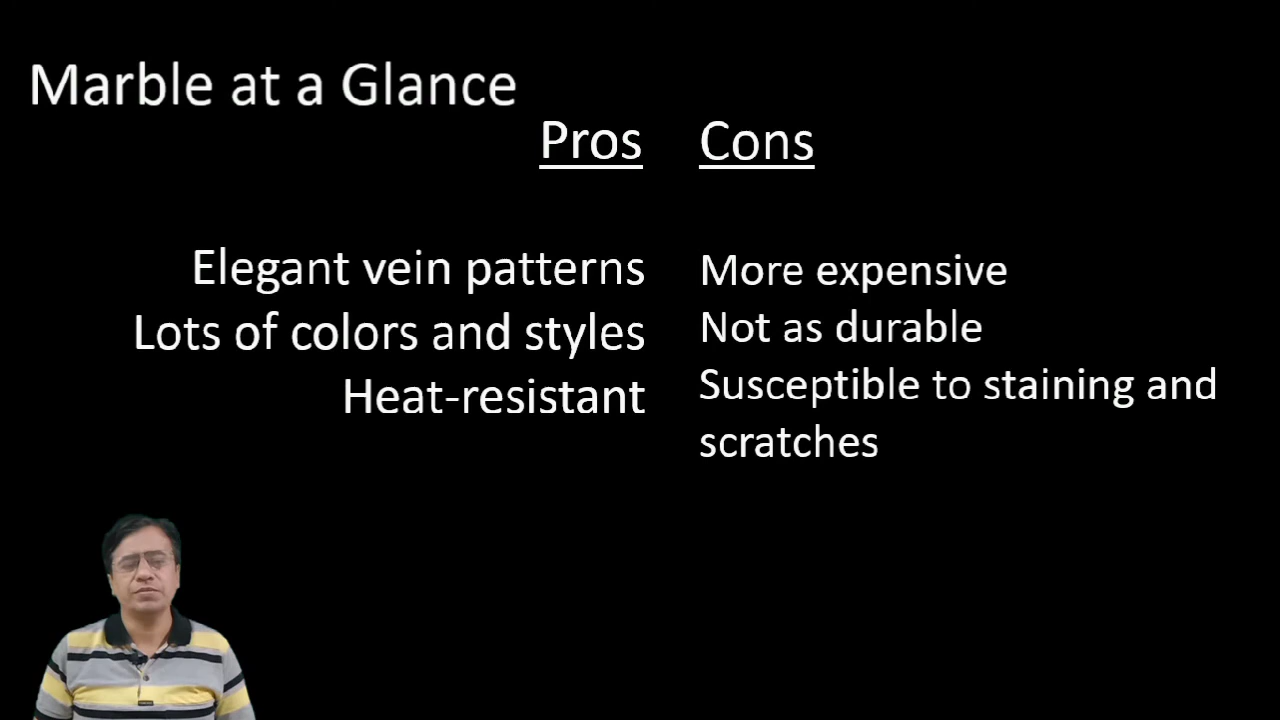 Marble at a Glance
Pros
Elegant vein patterns
Lots of colors and styles
Heat-resistant
Cons
More expensive
Not as durable
Susceptible to staining and
scratches